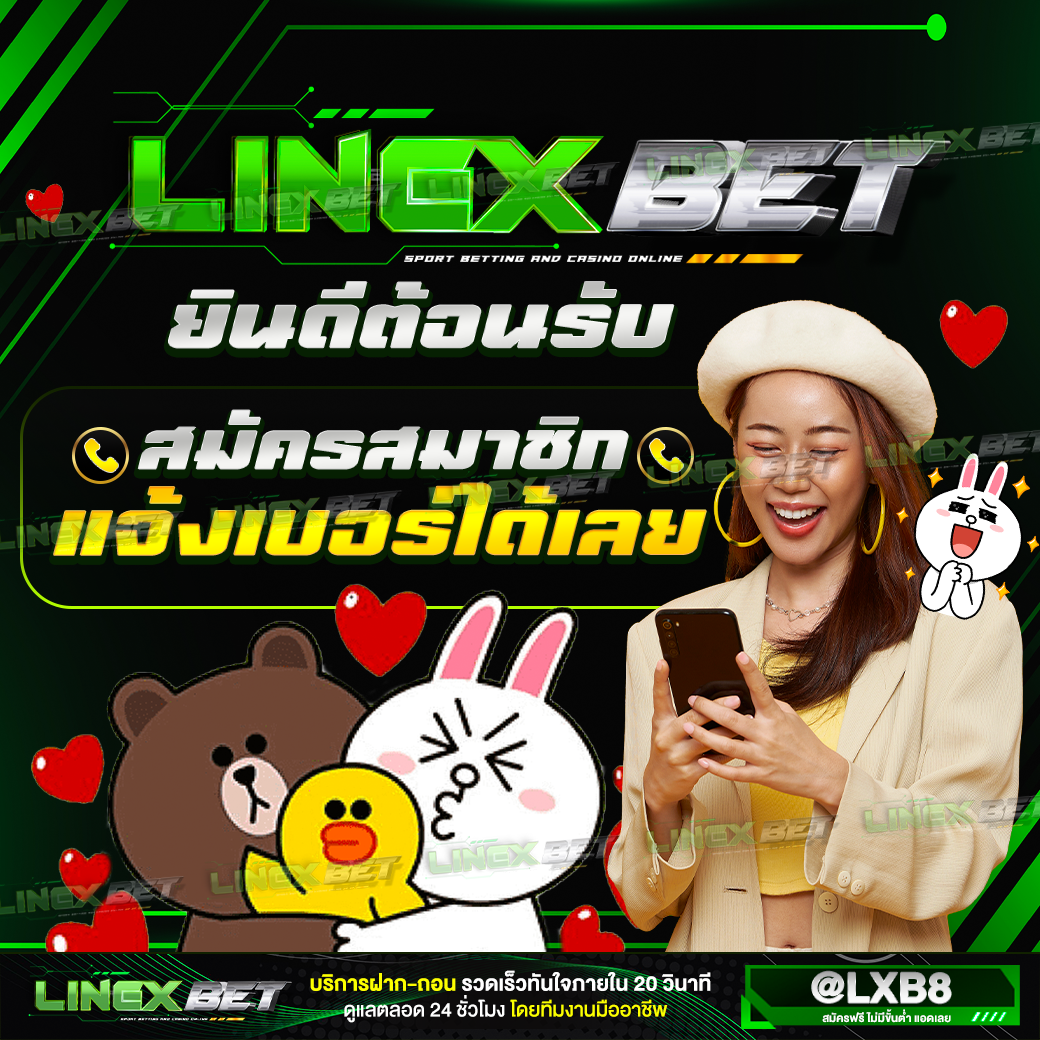 LINEXBET
SPORT BETTING AND CASINO ONLINE
ยินดีต้อนรับ
สมัครสมาชิก
แจ้งเบอร์ได้เลย
LINEXBET
SPORT BETTING AND CASINO ONLINE
บริการฝาก-ถอน รวดเร็วทันใจภายใน 20 วินาที
ดูแลตลอด 24 ชั่วโมง โดยทีมงานมืออาชีพ
@LXB8
สมัครฟรี ไม่มีขั้นต่ำ แอดเลย